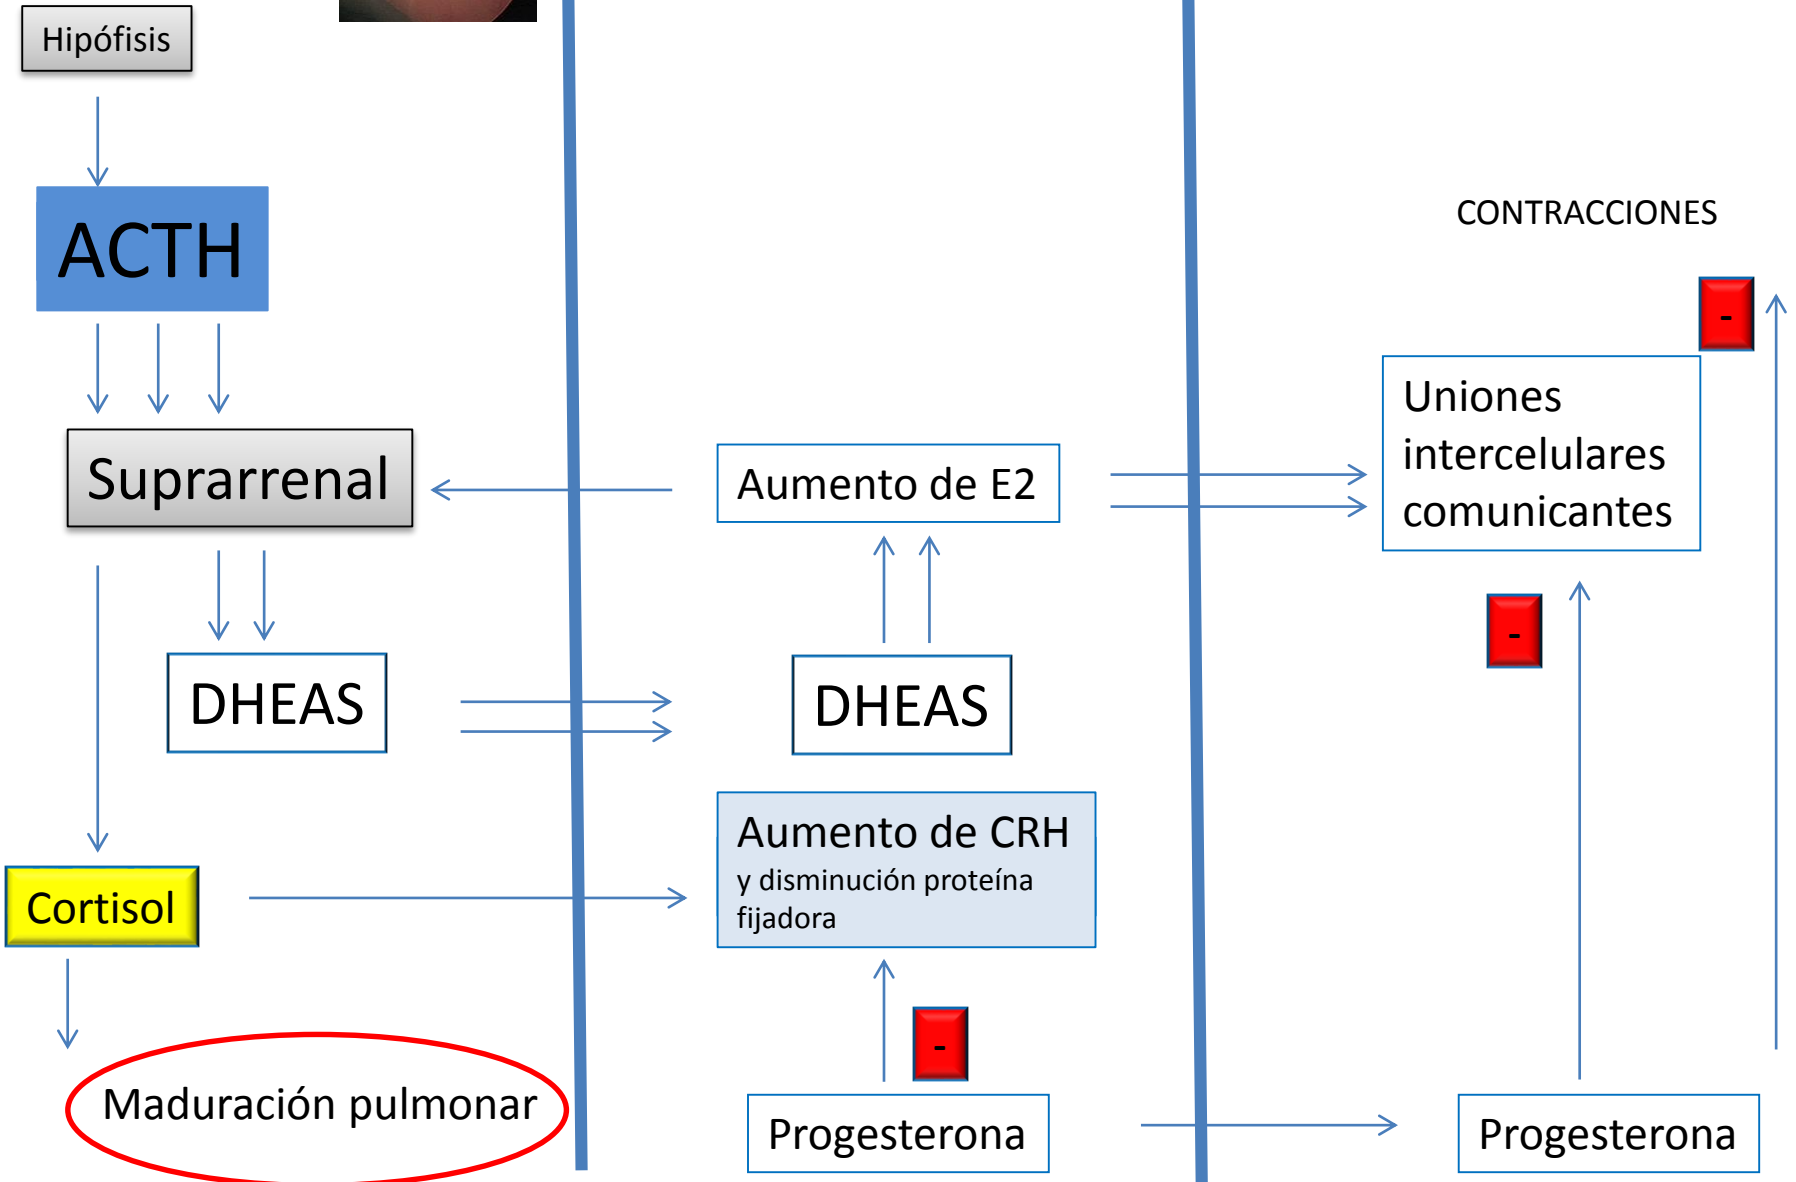 Hipófisis
ACTH
Suprarrenal
DHEAS
Cortisol
Maduración pulmonar
Aumento de E2
DHEAS
Aumento de CRH
y disminución proteína
fijadora
-
Progesterona
CONTRACCIONES
-
Uniones
intercelulares
comunicantes
-
Progesterona